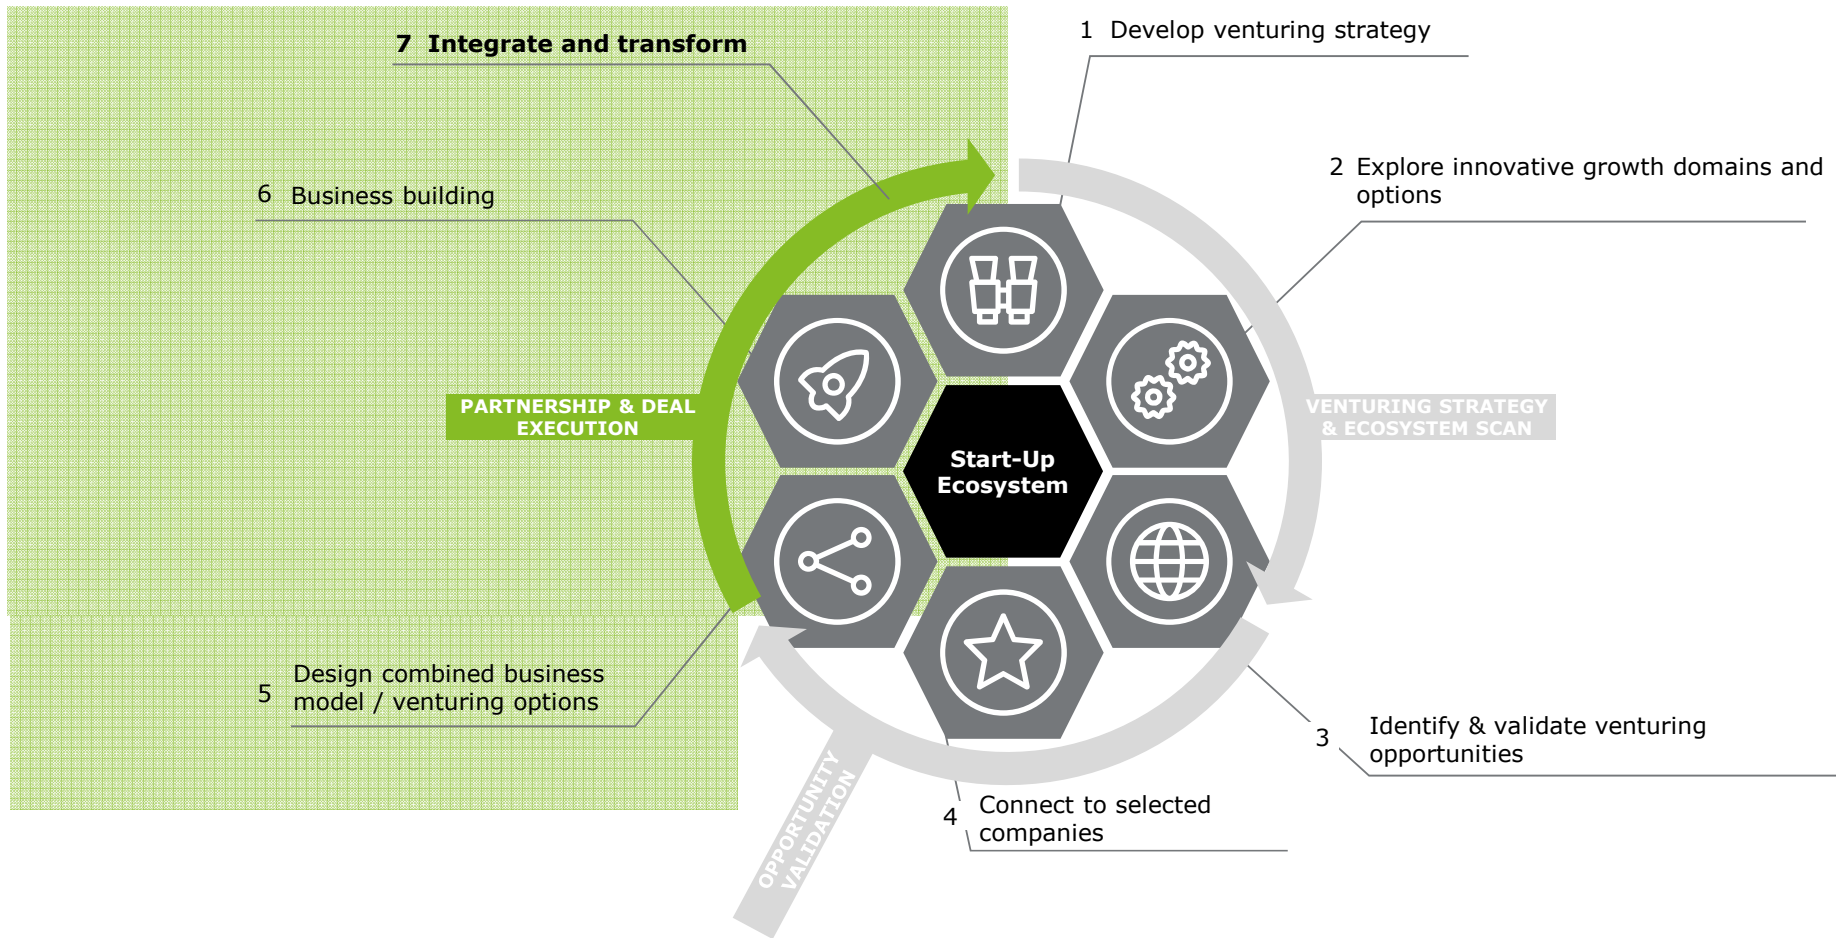 7 Integrate and transform
1 Develop venturing strategy
2 Explore innovative growth domains and
options
6 Business building
PARTNERSHIP & DEAL
EXECUTION
VENTURING STRATEGY
& ECOSYSTEM SCAN
Start-Up
Ecosystem
5 Design combined business
model / venturing options
3 Identify & validate venturing
opportunities
OPPORTUNITY
VALIDATION
4 Connect to selected
companies